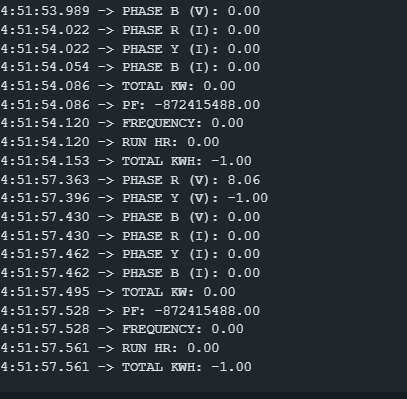 4:51:53.989 -> PHASE B (V): 0.00
4:51:54.022 -> PHASE R (I): 0.00
4:51:54.022 -> PHASE Y (I): 0.00
4:51:54.054 -> PHASE B (I): 0.00
4:51:54.086 -> TOTAL KW: 0.00
4:51:54.086 -> PF: -872415488.00
4:51:54.120 -> FREQUENCY: 0.00
4:51:54.120 -> RUN HR: 0.00
4:51:54.153 -> TOTAL KWH: -1.00
4:51:57.363 -> PHASE R (V): 8.06
4:51:57.396 -> PHASE Y (V): -1.00
4:51:57.430 -> PHASE B (V): 0.00
4:51:57.430 -> PHASE R (I): 0.00
4:51:57.462 -> PHASE Y (I): 0.00
4:51:57.462 -> PHASE B (I): 0.00
4:51:57.495 -> TOTAL KW: 0.00
4:51:57.528 -> PF: -872415488.00
4:51:57.528 -> FREQUENCY: 0.00
4:51:57.561 -> RUN HR: 0.00
4:51:57.561 -> TOTAL KWH: -1.00